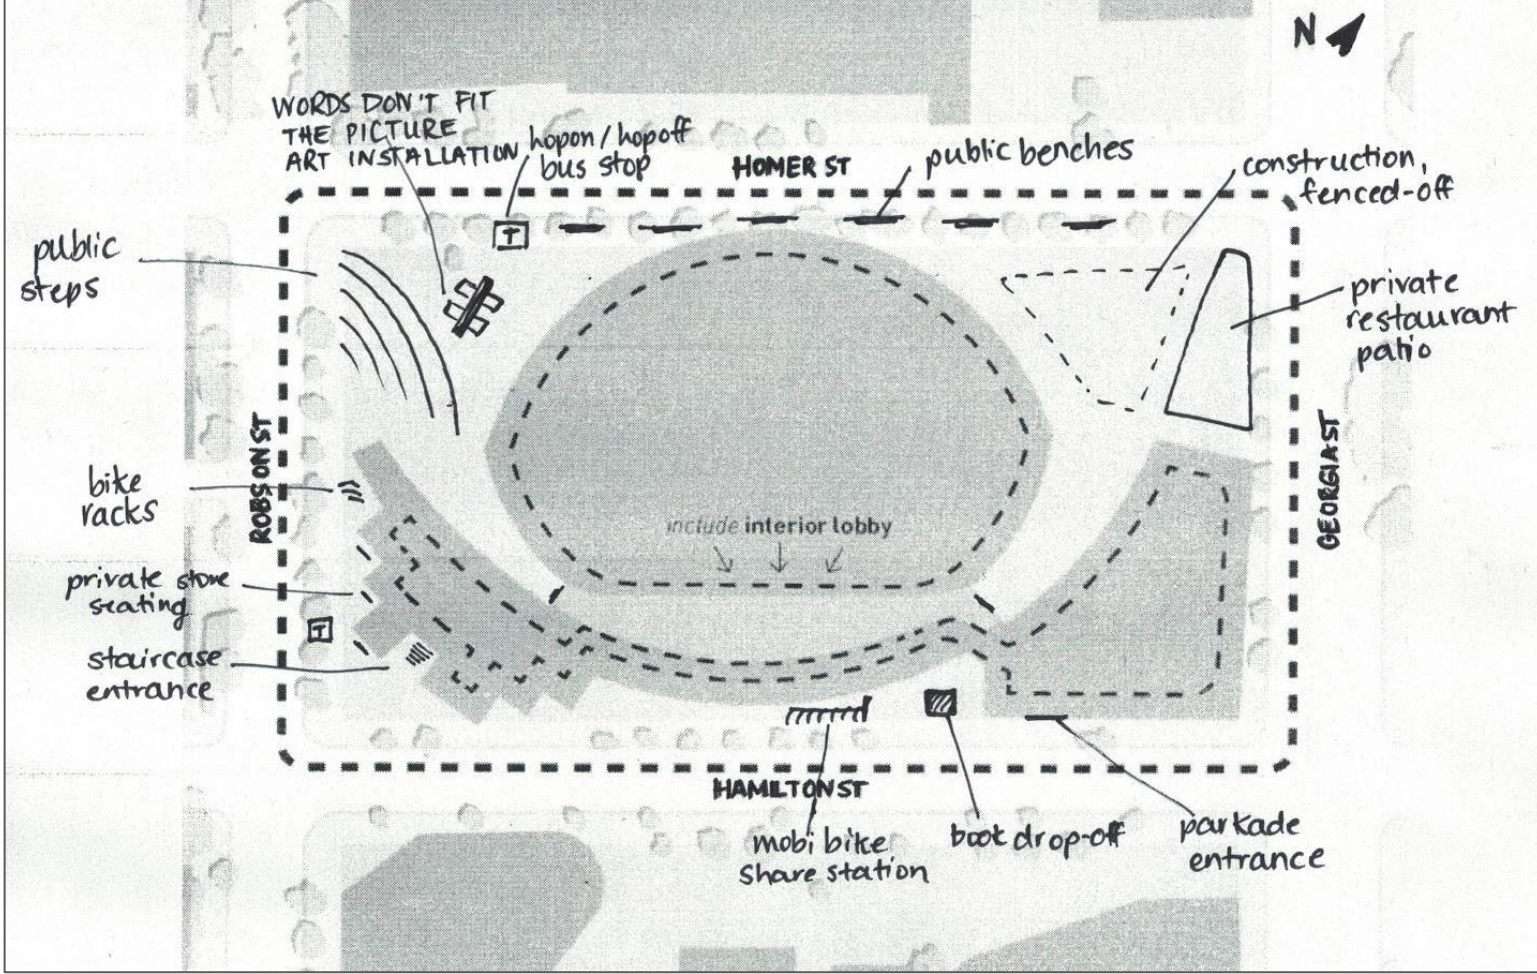 N
WORDS DON'T FIT
THE PICTURE
ART INSTALLATION
hopon/hopoff
bus stop
HOMER ST
public benches
construction,
fenced-off
public
steps
T
private
restaurant
patio
ROBSON ST
GEORGIA ST
bike
racks
include interior lobby
private store
seating
T
staircase
entrance
HAMILTON ST
mobi bike
share station
book drop-off
parkade
entrance